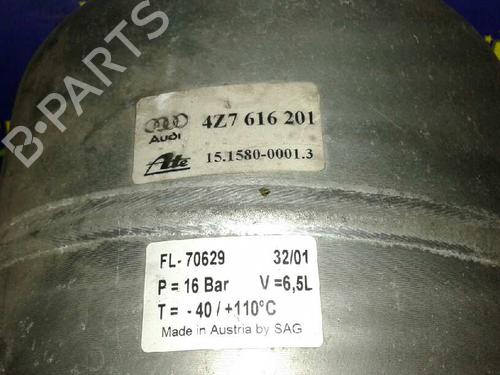 B-PARTS
Audi 4Z7 616 201
Ate 15.1580-0001.3
FL-70629 32/01
P = 16 Bar V =6,5L
T = - 40 / +110°C
Made in Austria by SAG